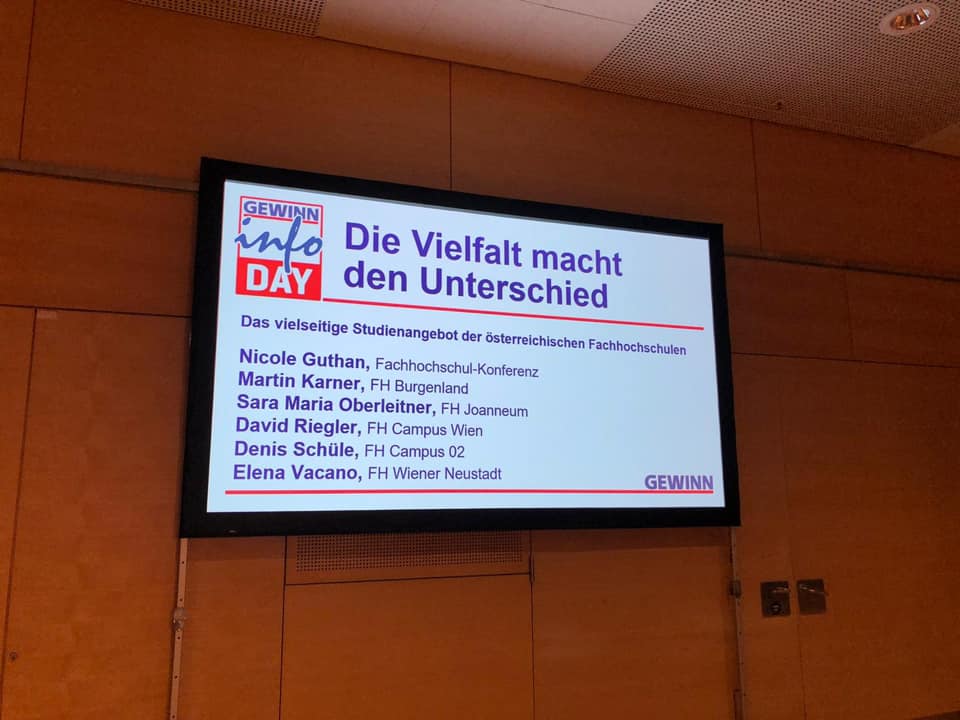 GEWINN
info
DAY
Die Vielfalt macht
den Unterschied
Das vielseitige Studienangebot der österreichischen Fachhochschulen
Nicole Guthan, Fachhochschul-Konferenz
Martin Karner, FH Burgenland
Sara Maria Oberleitner, FH Joanneum
David Riegler, FH Campus Wien
Denis Schüle, FH Campus 02
Elena Vacano, FH Wiener Neustadt
GEWINN